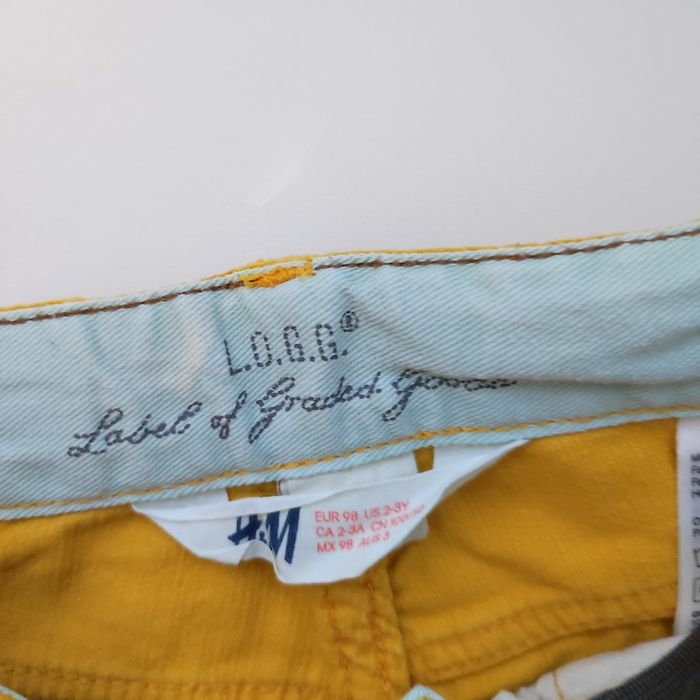 L.O.G.G.®
Label of Graded Goods
H&M
EUR 98 US 2-3Y
CA 2-3A CN 100/50
MX 98 AUS 3